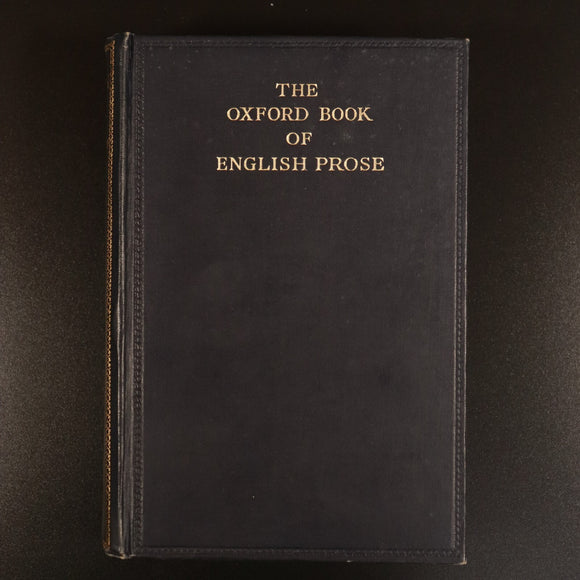 THE
OXFORD BOOK
OF
ENGLISH PROSE